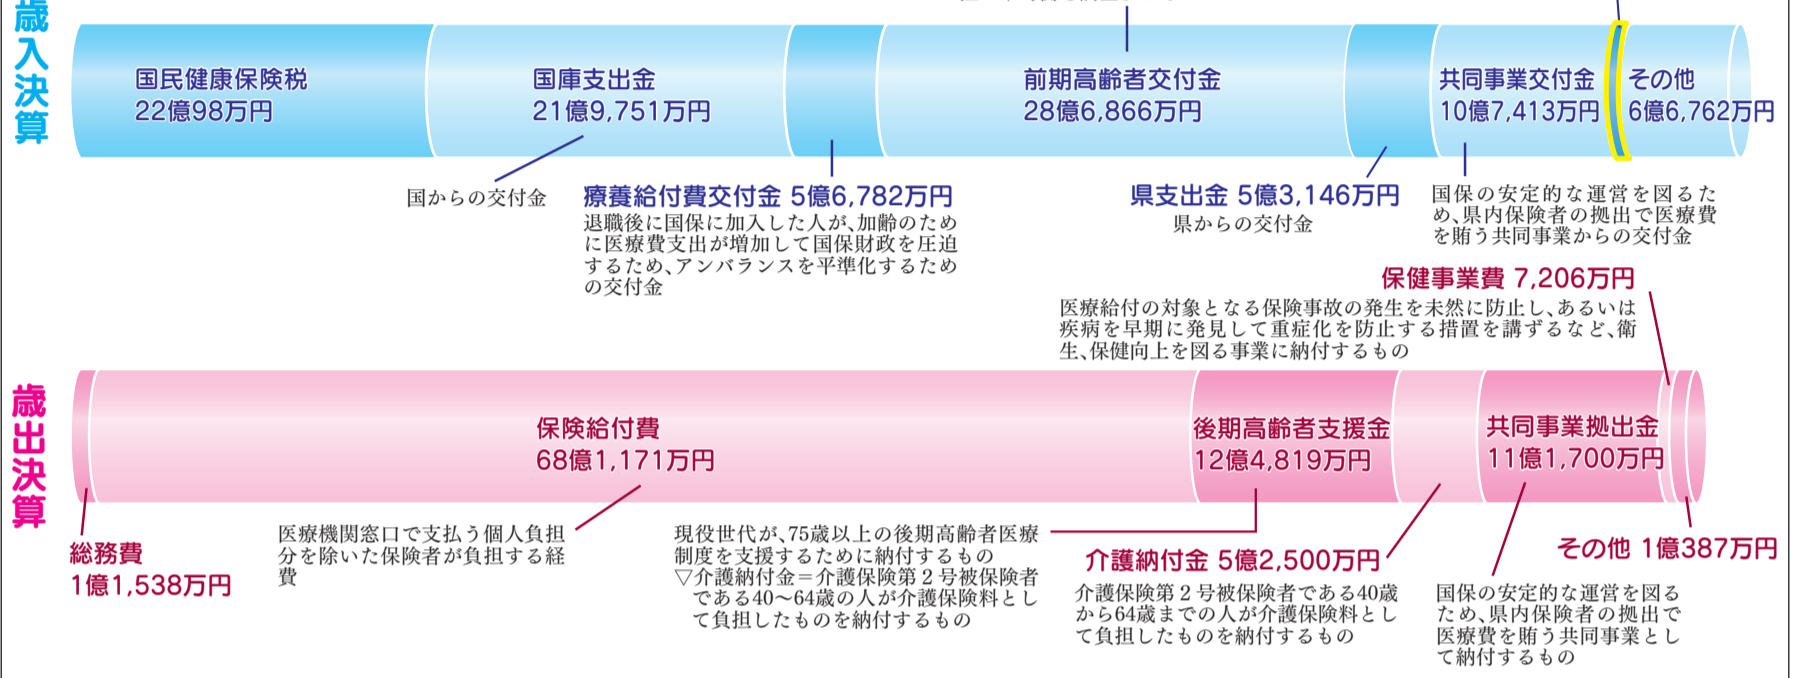 歳入決算
国民健康保険税
22億98万円
国庫支出金
21億9,751万円
前期高齢者交付金
28億6,866万円
共同事業交付金
10億7,413万円
その他
6億6,762万円
国からの交付金
療養給付費交付金 5億6,782万円
退職後に国保に加入した人が、加齢のため
に医療費支出が増加して国保財政を圧迫
するため、アンバランスを平準化するため
の交付金
県支出金 5億3,146万円
県からの交付金
国保の安定的な運営を図るた
め、県内保険者の拠出で医療費
を賄う共同事業からの交付金
保健事業費 7,206万円
医療給付の対象となる保険事故の発生を未然に防止し、あるいは
疾病を早期に発見して重症化を防止する措置を講ずるなど、衛
生、保健向上を図る事業に納付するもの
歳出決算
保険給付費
68億1,171万円
後期高齢者支援金
12億4,819万円
共同事業拠出金
11億1,700万円
総務費
1億1,538万円
医療機関窓口で支払う個人負担
分を除いた保険者が負担する経
費
現役世代が、75歳以上の後期高齢者医療
制度を支援するために納付するもの
▽介護納付金＝介護保険第２号被保険者
である40〜64歳の人が介護保険料とし
て負担したものを納付するもの
介護納付金 5億2,500万円
介護保険第２号被保険者である40歳
から64歳までの人が介護保険料とし
て負担したものを納付するもの
その他 1億387万円
国保の安定的な運営を図る
ため、県内保険者の拠出で
医療費を賄う共同事業とし
て納付するもの